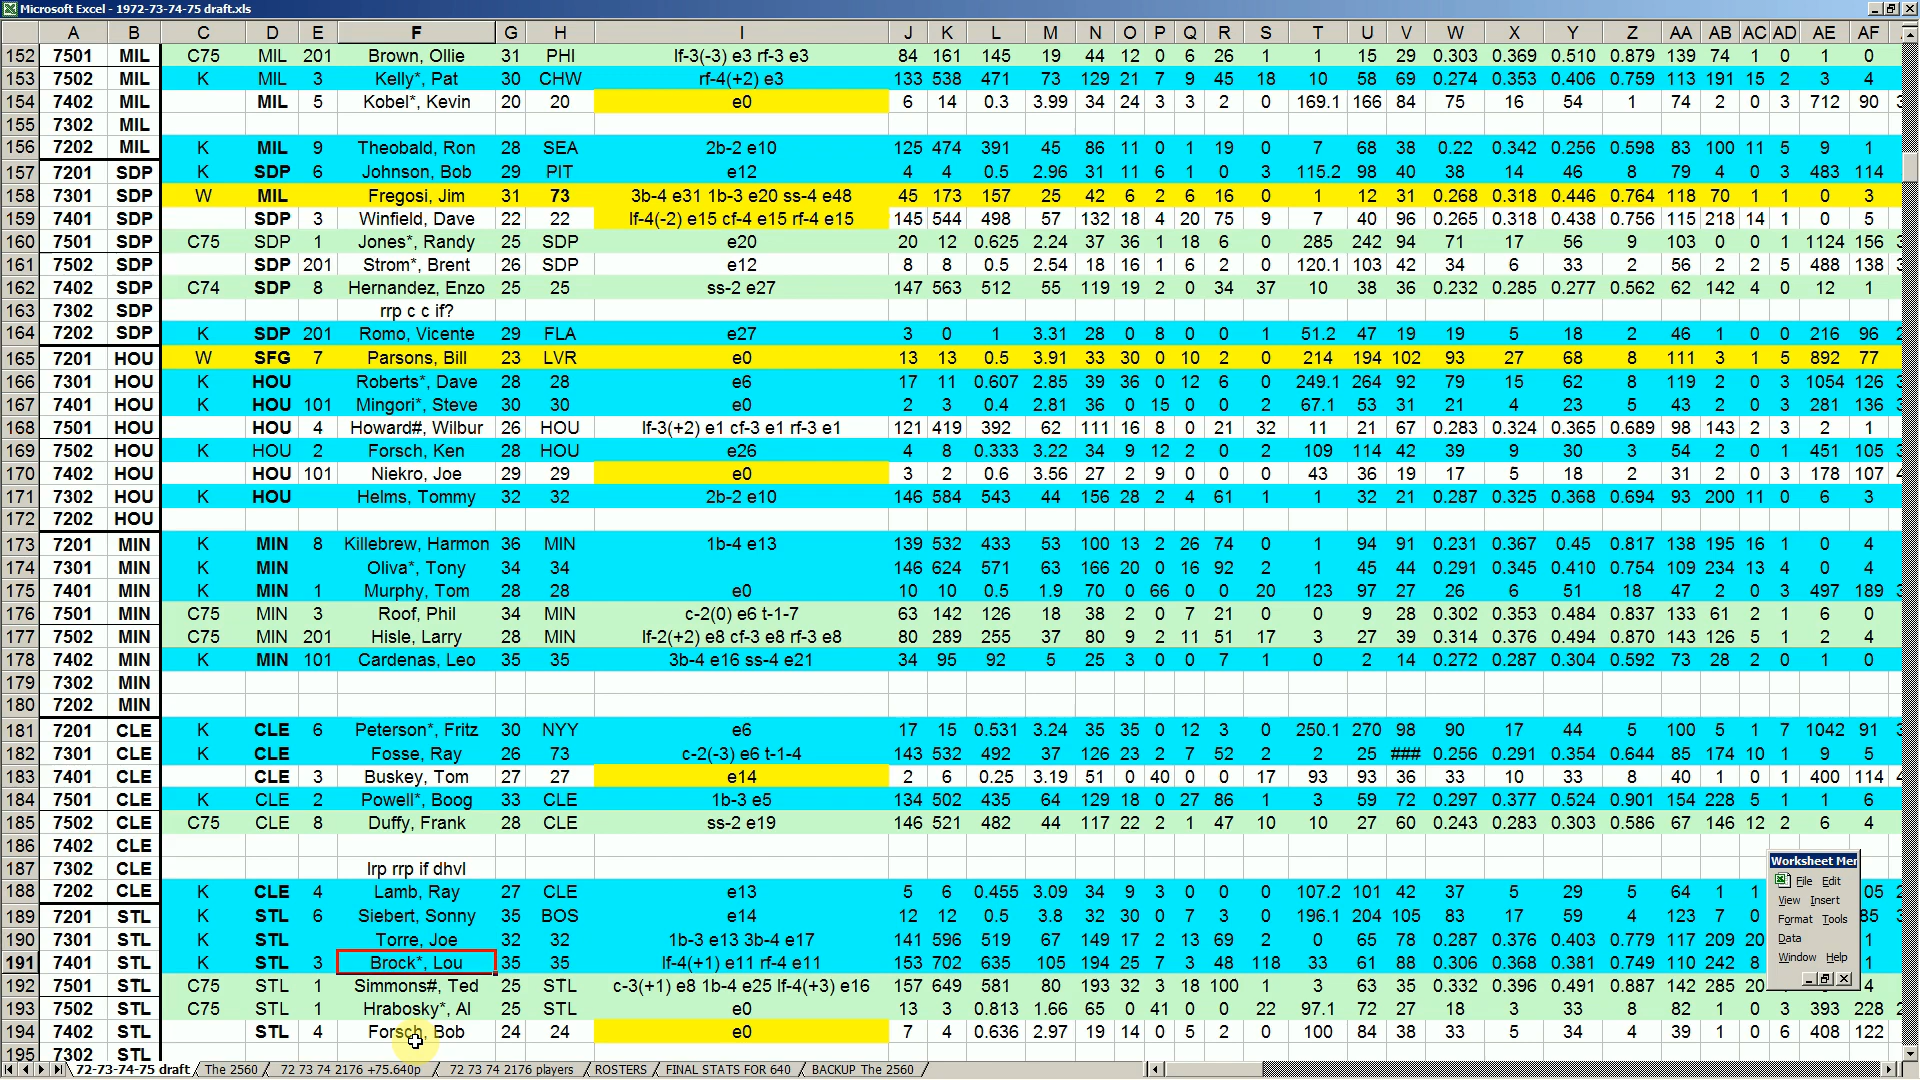 Microsoft Excel - 1972-73-74-75 draft.xls
A B C D E F G H I J K L M N O P Q R S T U V W X Y Z AA AB AC AD AE AF
152 7501 MIL C75 MIL 201 Brown, Ollie 31 PHI lf-3(-3) e3 rf-3 e3 84 161 145 19 44 12 0 6 26 1 1 15 29 0.303 0.369 0.510 0.879 139 74 1 0 1 0
153 7502 MIL K MIL 3 Kelly*, Pat 30 CHW rf-4(+2) e3 133 538 471 73 129 21 7 9 45 18 10 58 69 0.274 0.353 0.406 0.759 113 191 15 2 3 4
154 7402 MIL MIL 5 Kobel*, Kevin 20 20 e0 6 14 0.3 3.99 34 24 3 3 2 0 169.1 166 84 75 16 54 1 74 2 0 3 712 90
155 7302 MIL
156 7202 MIL K MIL 9 Theobald, Ron 28 SEA 2b-2 e10 125 474 391 45 86 11 0 1 19 0 7 68 38 0.22 0.342 0.256 0.598 83 100 11 5 9 1
157 7201 SDP K SDP 6 Johnson, Bob 29 PIT e12 4 4 0.5 2.96 31 11 6 1 0 3 115.2 98 40 38 14 46 8 79 4 0 3 483 114
158 7301 SDP W MIL Fregosi, Jim 31 73 3b-4 e31 1b-3 e20 ss-4 e48 45 173 157 25 42 6 2 6 16 0 1 12 31 0.268 0.318 0.446 0.764 118 70 1 1 0 3
159 7401 SDP SDP 3 Winfield, Dave 22 22 lf-4(-2) e15 cf-4 e15 rf-4 e15 145 544 498 57 132 18 4 20 75 9 7 40 96 0.265 0.318 0.438 0.756 115 218 14 1 0 5
160 7501 SDP C75 SDP 1 Jones*, Randy 25 SDP e20 20 12 0.625 2.24 37 36 1 18 6 0 285 242 94 71 17 56 9 103 0 0 1 1124 156
161 7502 SDP SDP 201 Strom*, Brent 26 SDP e12 8 8 0.5 2.54 18 16 1 6 2 0 120.1 103 42 34 6 33 2 56 2 2 5 488 138
162 7402 SDP C74 SDP 8 Hernandez, Enzo 25 25 ss-2 e27 147 563 512 55 119 19 2 0 34 37 10 38 36 0.232 0.285 0.277 0.562 62 142 4 0 12 1
163 7302 SDP rrp c c if?
164 7202 SDP K SDP 201 Romo, Vicente 29 FLA e27 3 0 1 3.31 28 0 8 0 0 1 51.2 47 19 19 5 18 2 46 1 0 0 216 96
165 7201 HOU W SFG 7 Parsons, Bill 23 LVR e0 13 13 0.5 3.91 33 30 0 10 2 0 214 194 102 93 27 68 8 111 3 1 5 892 77
166 7301 HOU K HOU Roberts*, Dave 28 28 e6 17 11 0.607 2.85 39 36 0 12 6 0 249.1 264 92 79 15 62 8 119 2 0 3 1054 126
167 7401 HOU K HOU 101 Mingori*, Steve 30 30 e0 2 3 0.4 2.81 36 0 15 0 0 2 67.1 53 31 21 4 23 5 43 2 0 3 281 136
168 7501 HOU HOU 4 Howard#, Wilbur 26 HOU lf-3(+2) e1 cf-3 e1 rf-3 e1 121 419 392 62 111 16 8 0 21 32 11 21 67 0.283 0.324 0.365 0.689 98 143 2 3 2 1
169 7502 HOU K HOU 2 Forsch, Ken 28 HOU e26 4 8 0.333 3.22 34 9 12 2 0 2 109 114 42 39 9 30 3 54 2 0 1 451 105
170 7402 HOU HOU 101 Niekro, Joe 29 29 e0 3 2 0.6 3.56 27 2 9 0 0 0 43 36 19 17 5 18 2 31 2 0 3 178 107
171 7302 HOU K HOU Helms, Tommy 32 32 2b-2 e10 146 584 543 44 156 28 2 4 61 1 1 32 21 0.287 0.325 0.368 0.694 93 200 11 0 6 3
172 7202 HOU
173 7201 MIN K MIN 8 Killebrew, Harmon 36 MIN 1b-4 e13 139 532 433 53 100 13 2 26 74 0 1 94 91 0.231 0.367 0.45 0.817 138 195 16 1 0 4
174 7301 MIN K MIN Oliva*, Tony 34 34 146 624 571 63 166 20 0 16 92 2 1 45 44 0.291 0.345 0.410 0.754 109 234 13 4 0 4
175 7401 MIN K MIN 1 Murphy, Tom 28 28 e0 10 10 0.5 1.9 70 0 66 0 0 20 123 97 27 26 6 51 18 47 2 0 3 497 189
176 7501 MIN C75 MIN 3 Roof, Phil 34 MIN c-2(0) e6 t-1-7 63 142 126 18 38 2 0 7 21 0 0 9 28 0.302 0.353 0.484 0.837 133 61 2 1 6 0
177 7502 MIN C75 MIN 201 Hisle, Larry 28 MIN lf-2(+2) e8 cf-3 e8 rf-3 e8 80 289 255 37 80 9 2 11 51 17 3 27 39 0.314 0.376 0.494 0.870 143 126 5 1 2 4
178 7402 MIN K MIN 101 Cardenas, Leo 35 35 3b-4 e16 ss-4 e21 34 95 92 5 25 3 0 0 7 1 0 2 14 0.272 0.287 0.304 0.592 73 28 2 0 1 0
179 7302 MIN
180 7202 MIN
181 7201 CLE K CLE 6 Peterson*, Fritz 30 NYY e6 17 15 0.531 3.24 35 35 0 12 3 0 250.1 270 98 90 17 44 5 100 5 1 7 1042 91
182 7301 CLE K CLE Fosse, Ray 26 73 c-2(-3) e6 t-1-4 143 532 492 37 126 23 2 7 52 2 2 25 ### 0.256 0.291 0.354 0.644 85 174 10 1 9 5
183 7401 CLE CLE 3 Buskey, Tom 27 27 e14 2 6 0.25 3.19 51 0 40 0 0 17 93 93 36 33 10 33 8 40 1 0 1 400 114
184 7501 CLE K CLE 2 Powell*, Boog 33 CLE 1b-3 e5 134 502 435 64 129 18 0 27 86 1 3 59 72 0.297 0.377 0.524 0.901 154 228 5 1 1 6
185 7502 CLE C75 CLE 8 Duffy, Frank 28 CLE ss-2 e19 146 521 482 44 117 22 2 1 47 10 10 27 60 0.243 0.283 0.303 0.586 67 146 12 2 6 4
186 7402 CLE
187 7302 CLE lrp rrp if dhvl
188 7202 CLE K CLE 4 Lamb, Ray 27 CLE e13 5 6 0.455 3.09 34 9 3 0 0 0 107.2 101 42 37 5 29 5 64 1 1 05
189 7201 STL K STL 6 Siebert, Sonny 35 BOS e14 12 12 0.5 3.8 32 30 0 7 3 0 196.1 204 105 83 17 59 4 123 7 0 85
190 7301 STL K STL Torre, Joe 32 32 1b-3 e13 3b-4 e17 141 596 519 67 149 17 2 13 69 2 0 65 78 0.287 0.376 0.403 0.779 117 209 20 1
191 7401 STL K STL 3 Brock*, Lou 35 35 lf-4(+1) e11 rf-4 e11 153 702 635 105 194 25 7 3 48 118 33 61 88 0.306 0.368 0.381 0.749 110 242 8 1
192 7501 STL C75 STL 1 Simmons#, Ted 25 STL c-3(+1) e8 1b-4 e25 lf-4(+3) e16 157 649 581 80 193 32 3 18 100 1 3 63 35 0.332 0.396 0.491 0.887 142 285 20 4
193 7502 STL C75 STL 1 Hrabosky*, Al 25 STL e0 13 3 0.813 1.66 65 0 41 0 0 22 97.1 72 27 18 3 33 8 82 1 0 3 393 228
194 7402 STL STL 4 Forsch, Bob 24 24 e0 7 4 0.636 2.97 19 14 0 5 2 0 100 84 38 33 5 34 4 39 1 0 6 408 122
195 7302 STL
Worksheet Mer
File Edit
View Insert
Format Tools
Data
Window Help
72-73-74-75 draft The 2560 72 73 74 2176 +75.640p 72 73 74 2176 players ROSTERS FINAL STATS FOR 640 BACKUP The 2560